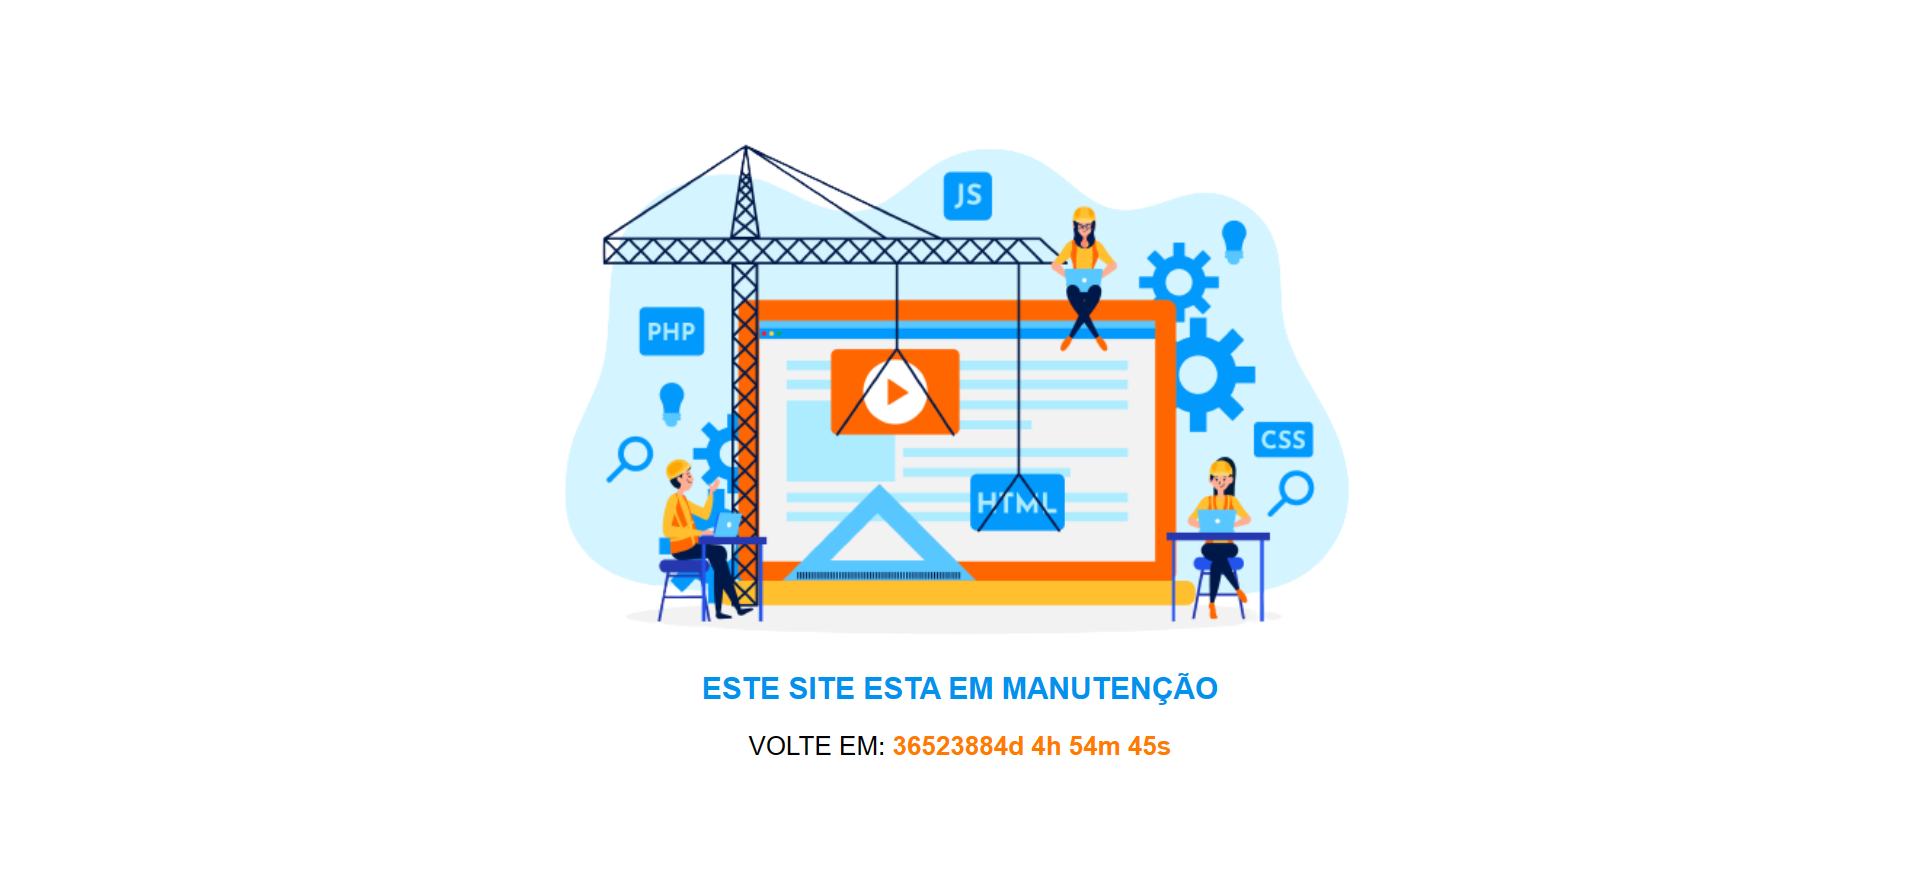 JS
PHP
CSS
HTML
ESTE SITE ESTA EM MANUTENÇÃO
VOLTE EM: 36523884d 4h 54m 45s